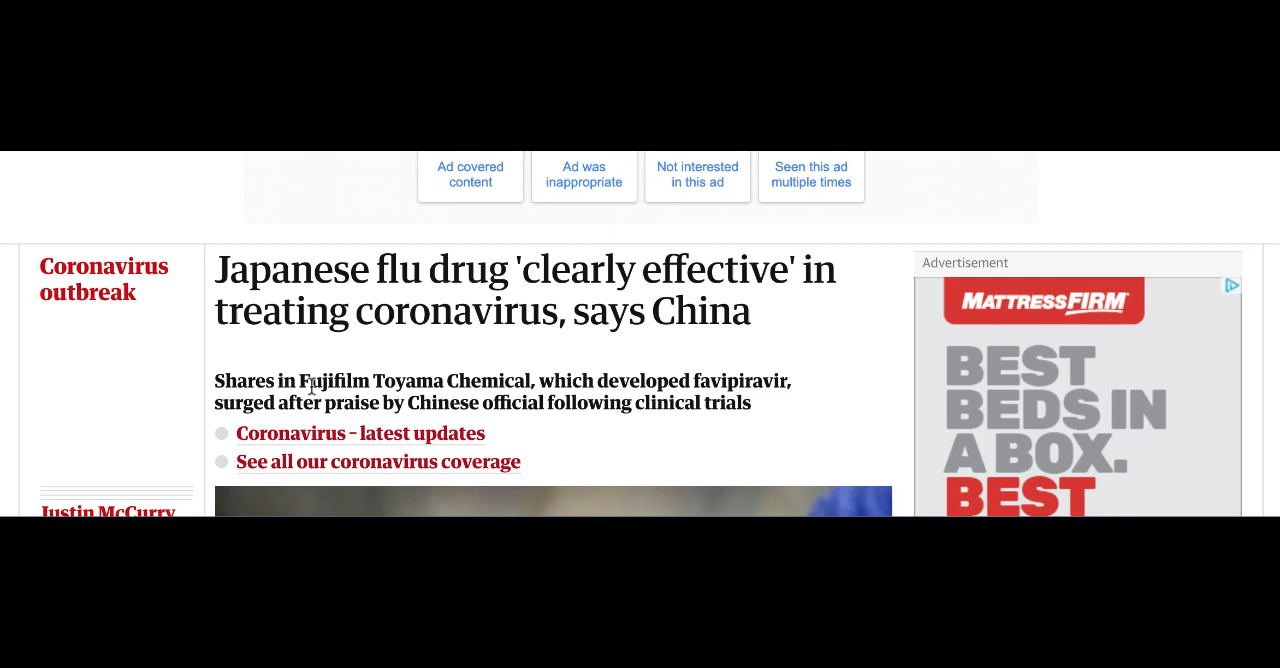 Ad covered
content
Ad was
inappropriate
Not interested
in this ad
Seen this ad
multiple times
Coronavirus
outbreak
Japanese flu drug 'clearly effective' in
treating coronavirus, says China
Shares in Fujifilm Toyama Chemical, which developed favipiravir,
surged after praise by Chinese official following clinical trials
Coronavirus – latest updates
See all our coronavirus coverage
Justin McCurry
Advertisement
MATTRESSFIRM
BEST
BEDS IN
A BOX.
BEST